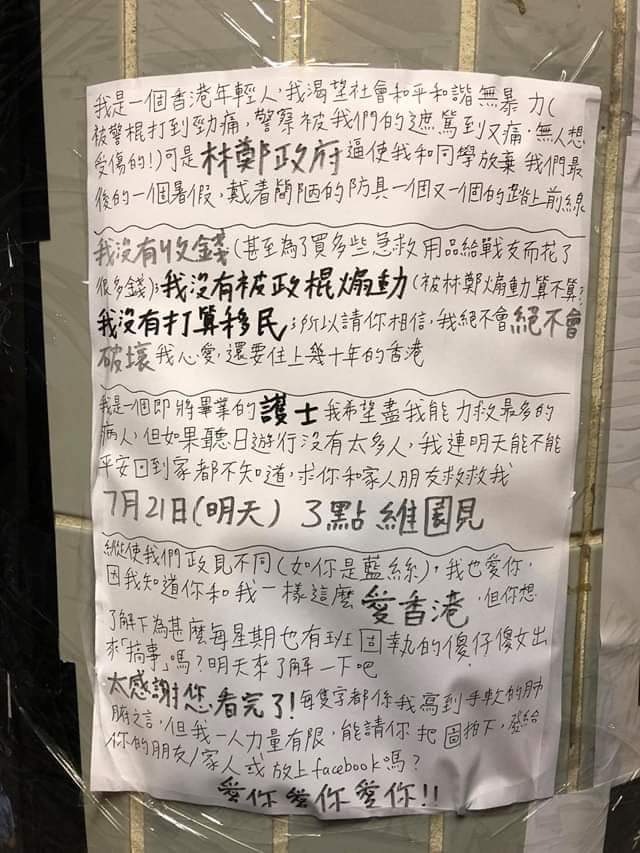 我是一個香港年輕人，我渴望社會和平和諧無暴力(
被警棍打到勁痛，警察被我們的遮篤到又痛，無人想
受傷的!)可是林鄭政府逼使我和同學放棄我們最
後的一個暑假，戴着簡陋的防具一個又一個的踏上前線
我沒有收錢(甚至為了買多些急救用品給戰友而花了
很多錢)；我沒有被政棍煽動(被林鄭煽動算不算?
我沒有打算移民；所以請你相信，我絕不會絕不會
破壞我心愛，還要住上幾十年的香港
我是一個即將畢業的護士我希望盡我能力救最多的
病人，但如果聽日遊行沒有太多人，我連明天能不能
平安回到家都不知道，求你和家人朋友救救我
7月21日(明天) 3點維園見
縱使我們政見不同(如你是藍絲)，我也愛你，
因我知道你和我一樣這麼愛香港，但你想
了解下為甚麼每星期也有班固執的傻仔傻女出
來「搞事」嗎？明天來了解一下吧
太感謝您看完了!每隻字都係我寫到手軟的肺
腑之言，但我一人力量有限，能請你把圖拍下，發給
你的朋友/家人或放上facebook嗎?
愛你愛你愛你!!